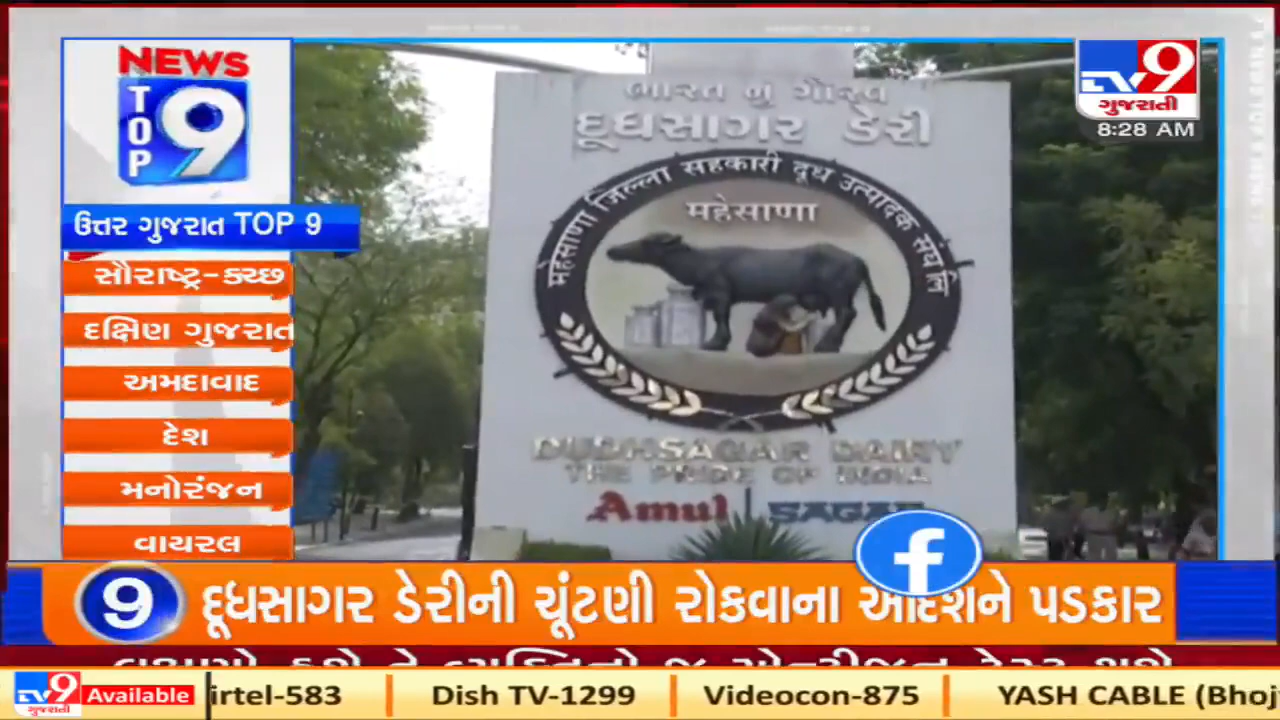 NEWS
TOP
9
ઉત્તર ગુજરાત TOP 9
સૌરાષ્ટ્ર-કચ્છ
દક્ષિણ ગુજરાત
અમદાવાદ
દેશ
મનોરંજન
વાયરલ
ભારત નું ગૌરવ
દૂધસાગર ડેરી
મહેસાણા જિલ્લા સહકારી દૂધ ઉત્પાદક સંઘ લિ
મહેસાણા
DUDHSAGAR DAIRY
THE PRIDE OF INDIA
Amul | SAGAR
TV9
ગુજરાતી
8:28 AM
f
9 દૂધસાગર ડેરીની ચૂંટણી રોકવાના આદેશને પડકાર
TV9 ગુજરાતી Available irtel-583 | Dish TV-1299 | Videocon-875 | YASH CABLE (Bhoj